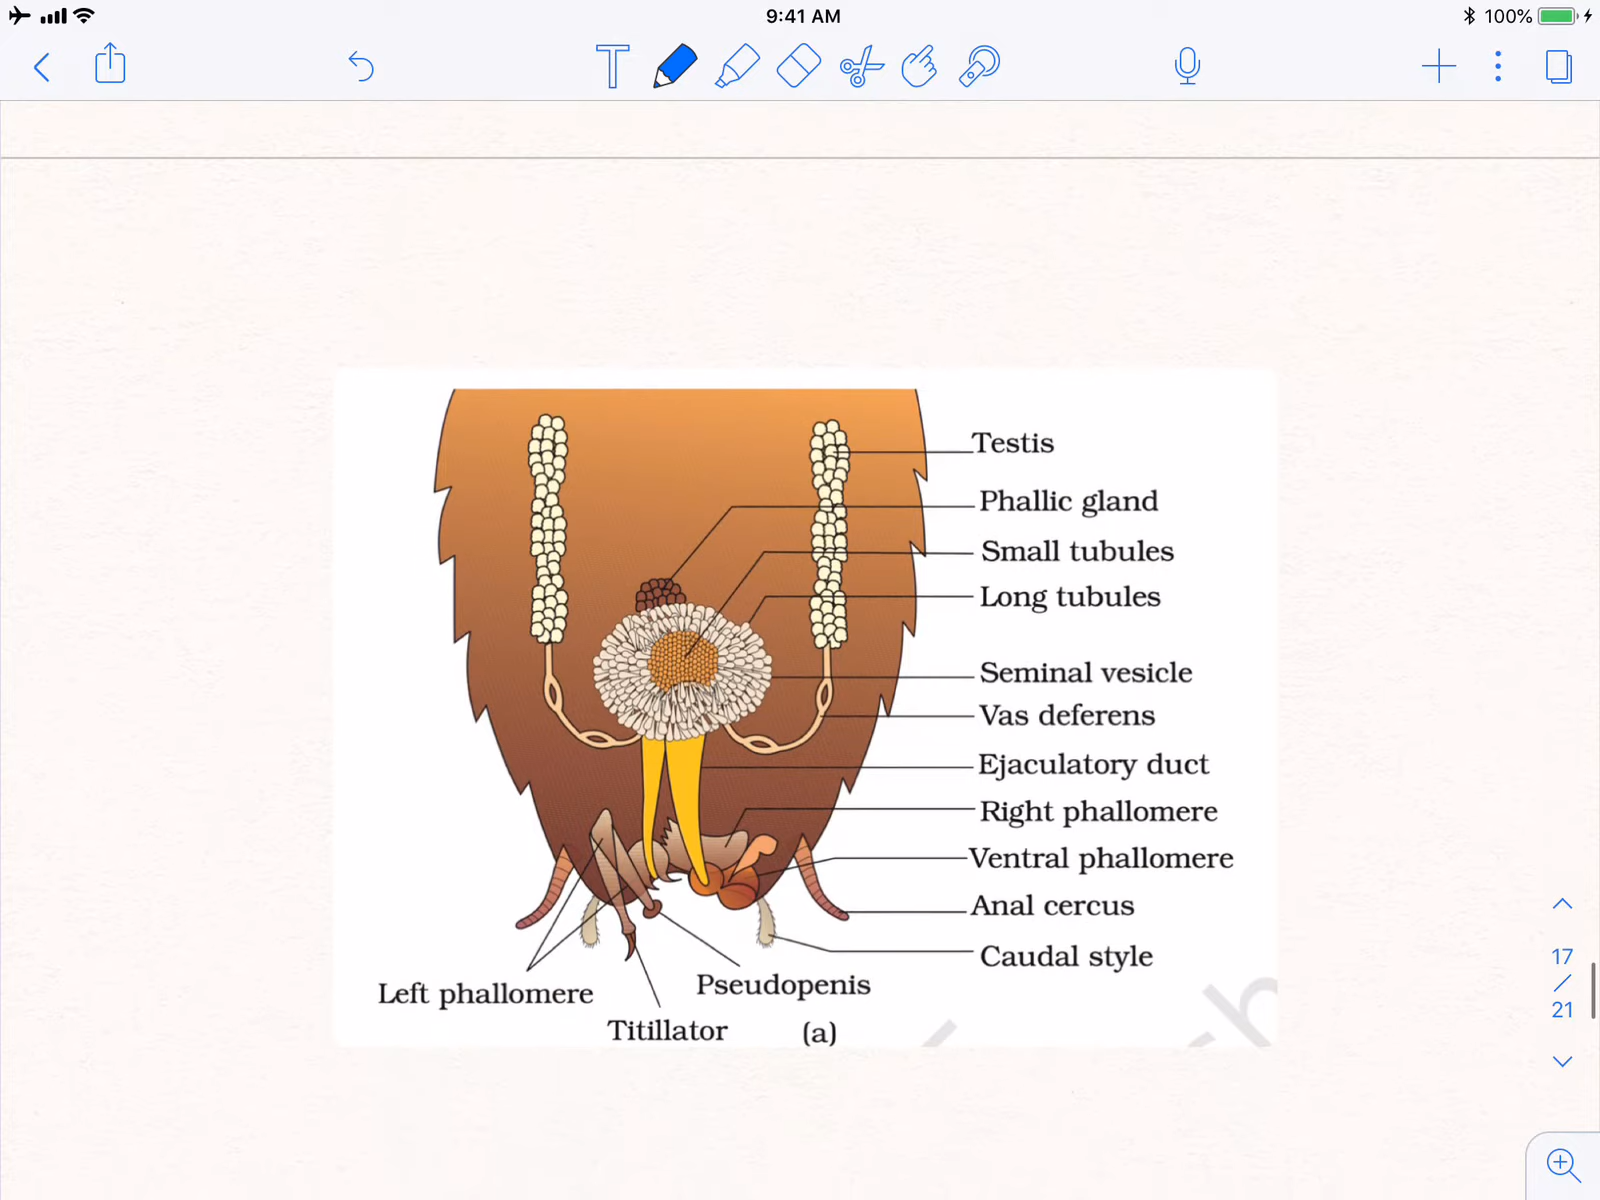 9:41 AM
100%
T
Testis
Phallic gland
Small tubules
Long tubules
Seminal vesicle
Vas deferens
Ejaculatory duct
Right phallomere
Ventral phallomere
Anal cercus
Caudal style
Left phallomere
Pseudopenis
Titillator
(a)
17
/
21